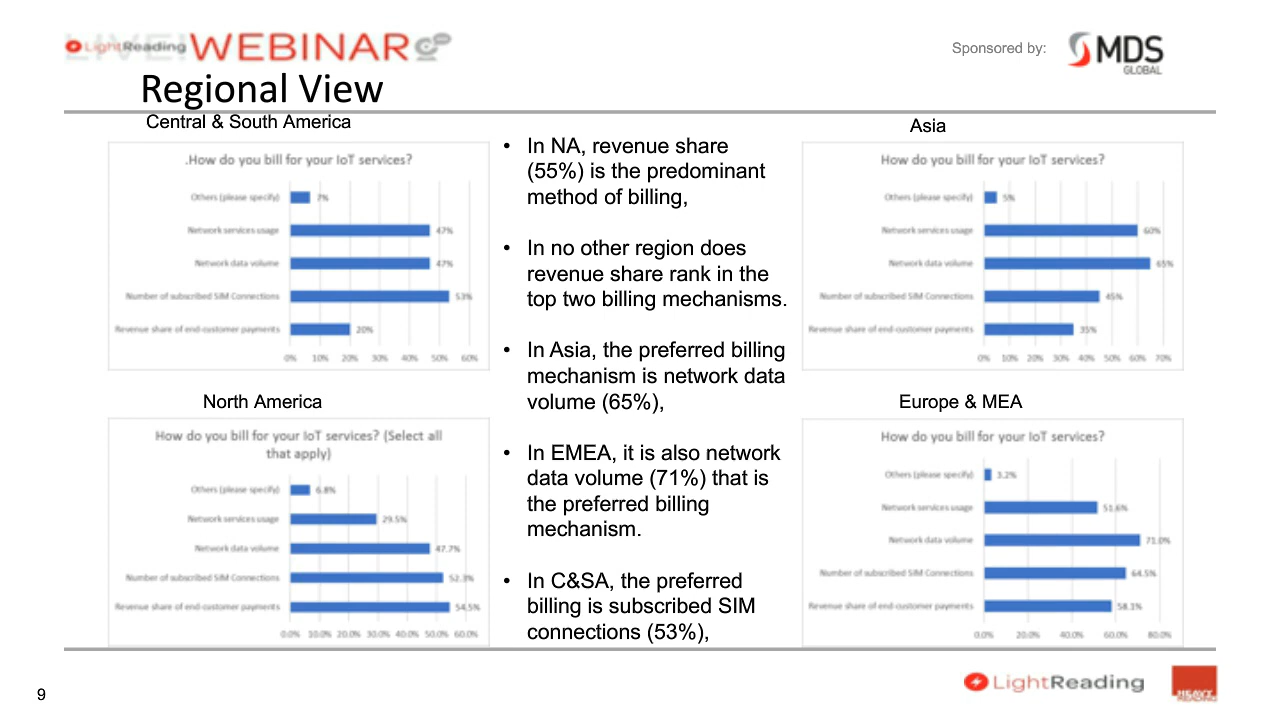 LIVE!
LightReading WEBINAR
Sponsored by:
MDS
GLOBAL
Regional View
Central & South America
.How do you bill for your IoT services?
Others (please specify) 7%
Network services usage 47%
Network data volume 47%
Number of subscribed SIM Connections 53%
Revenue share of end-customer payments 20%
0% 10% 20% 30% 40% 50% 60%
North America
How do you bill for your IoT services? (Select all
that apply)
Others (please specify) 6.8%
Network services usage 29.5%
Network data volume 47.7%
Number of subscribed SIM Connections 52.3%
Revenue share of end-customer payments 54.5%
0.0% 10.0% 20.0% 30.0% 40.0% 50.0% 60.0%
• In NA, revenue share
(55%) is the predominant
method of billing,
• In no other region does
revenue share rank in the
top two billing mechanisms.
• In Asia, the preferred billing
mechanism is network data
volume (65%),
• In EMEA, it is also network
data volume (71%) that is
the preferred billing
mechanism.
• In C&SA, the preferred
billing is subscribed SIM
connections (53%),
Asia
How do you bill for your IoT services?
Others (please specify) 5%
Network services usage 60%
Network data volume 65%
Number of subscribed SIM Connections 45%
Revenue share of end-customer payments 35%
0% 10% 20% 30% 40% 50% 60% 70%
Europe & MEA
How do you bill for your IoT services?
Others (please specify) 3.2%
Network services usage 51.6%
Network data volume 71.0%
Number of subscribed SIM Connections 64.5%
Revenue share of end-customer payments 58.1%
0.0% 20.0% 40.0% 60.0% 80.0%
9
LightReading
HEAVY
READING